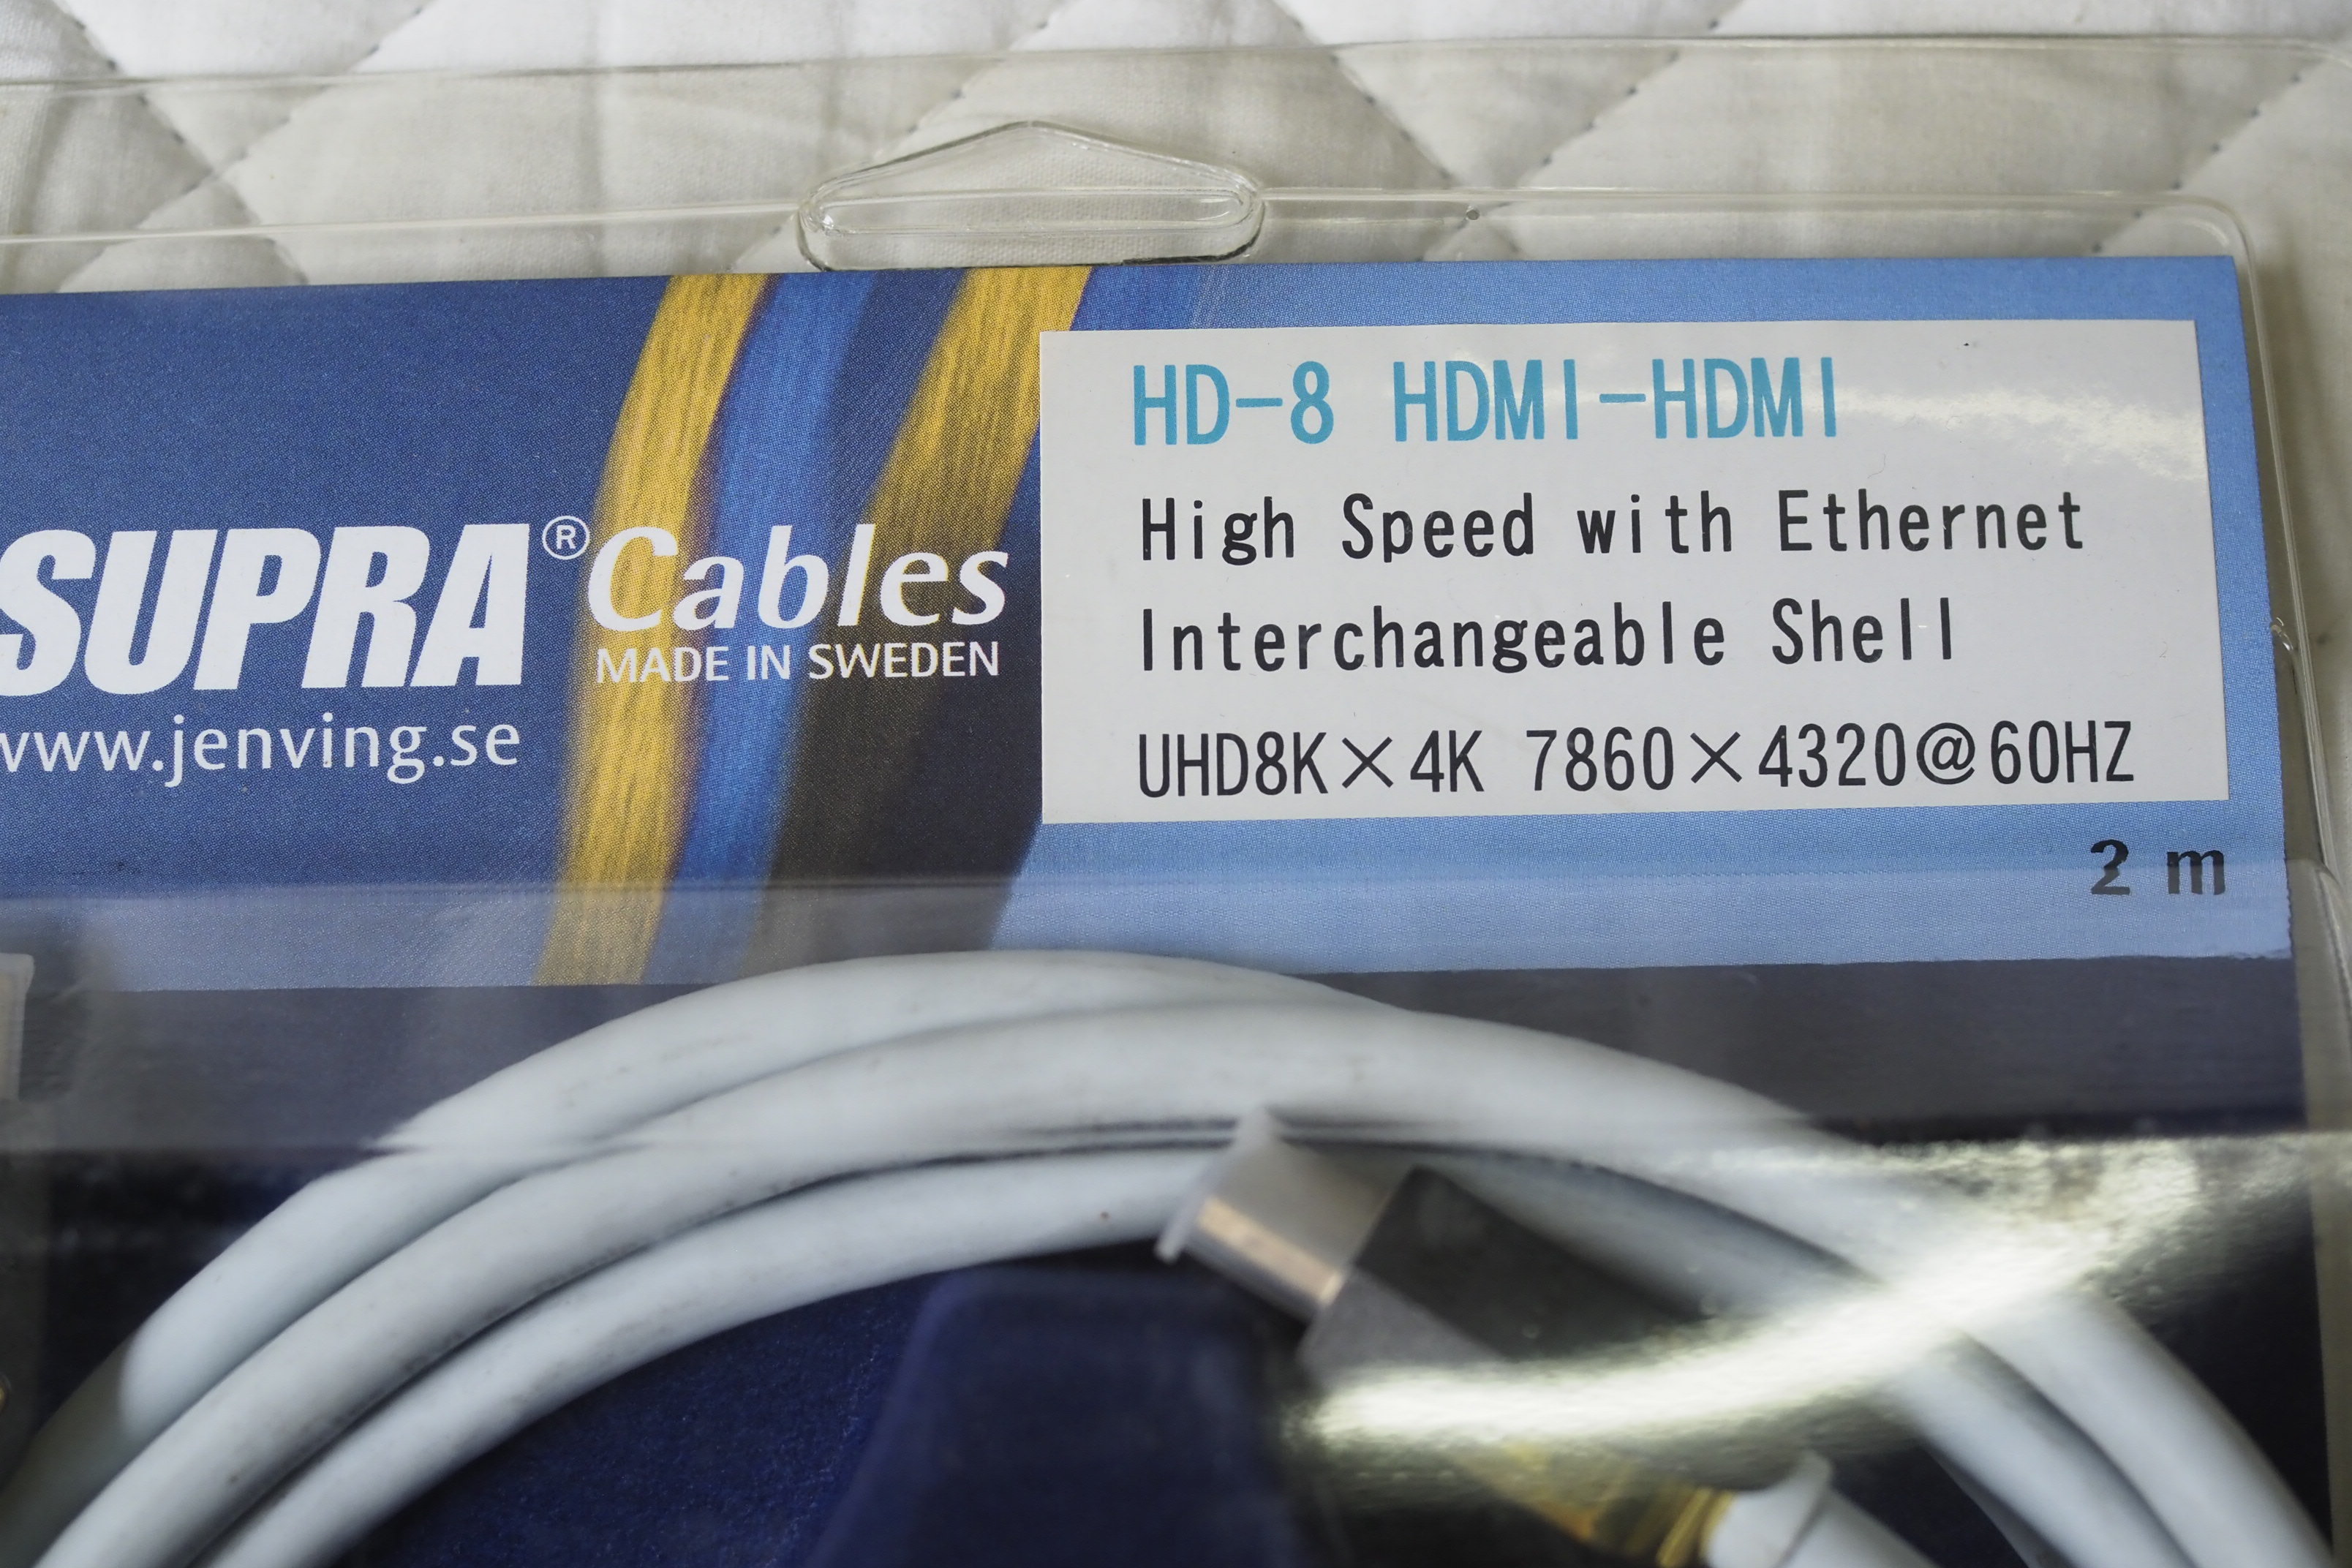 SUPRA® Cables
MADE IN SWEDEN
www.jenving.se
HD-8 HDMI-HDMI
High Speed with Ethernet
Interchangeable Shell
UHD8K×4K 7860×4320@60HZ
2 m